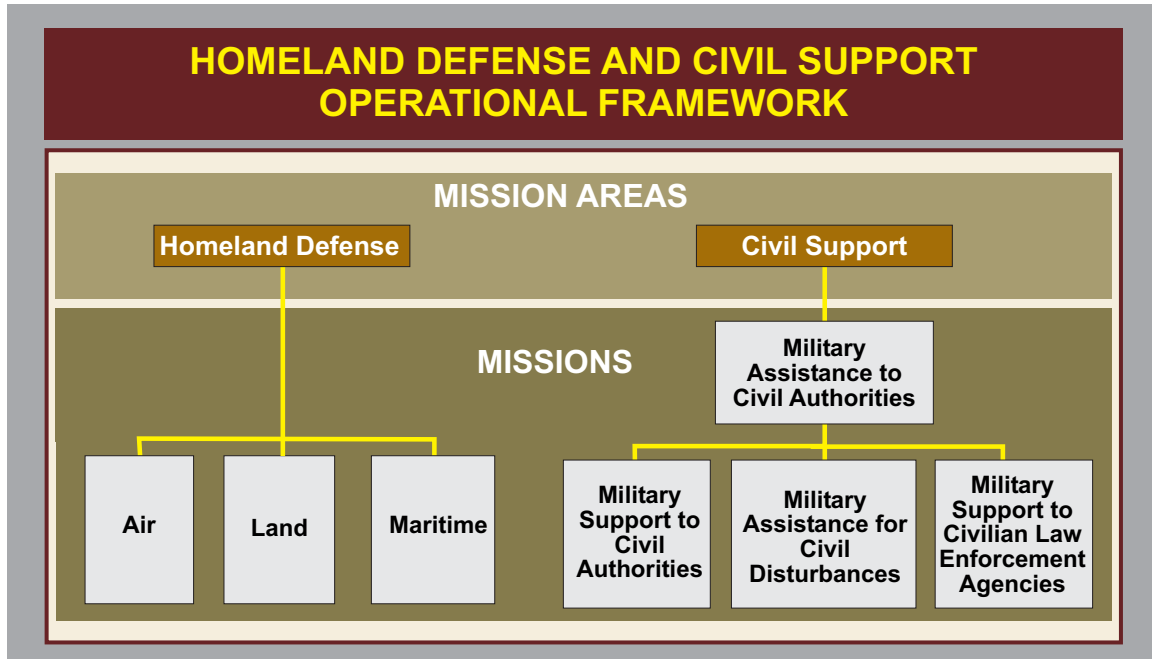 HOMELAND DEFENSE AND CIVIL SUPPORT
OPERATIONAL FRAMEWORK
MISSION AREAS
Homeland Defense
Civil Support
MISSIONS
Military
Assistance to
Civil Authorities
Air
Land
Maritime
Military
Support to
Civil
Authorities
Military
Assistance for
Civil
Disturbances
Military
Support to
Civilian Law
Enforcement
Agencies